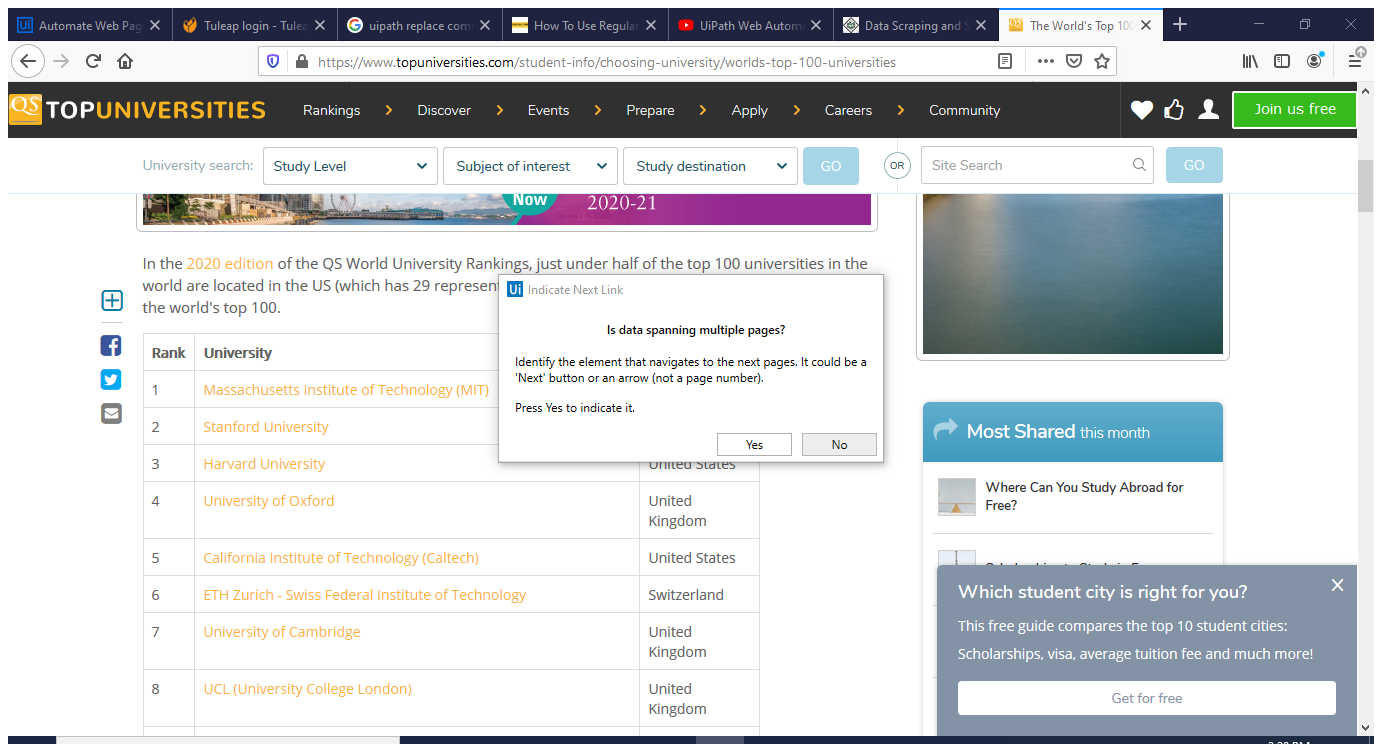 Automate Web Pag
Tuleap login - Tulea
uipath replace com
How To Use Regular
UiPath Web Autom
Data Scraping and S
The World's Top 100
https://www.topuniversities.com/student-info/choosing-university/worlds-top-100-universities
QS TOPUNIVERSITIES
Rankings
Discover
Events
Prepare
Apply
Careers
Community
Join us free
University search:
Study Level
Subject of interest
Study destination
GO
OR
Site Search
GO
Now
2020-21
In the 2020 edition of the QS World University Rankings, just under half of the top 100 universities in the
world are located in the US (which has 29 represent
the world's top 100.
Ui Indicate Next Link
Is data spanning multiple pages?
Identify the element that navigates to the next pages. It could be a
'Next' button or an arrow (not a page number).
Press Yes to indicate it.
Yes
No
Rank University
1 Massachusetts Institute of Technology (MIT)
2 Stanford University
3 Harvard University United States
4 University of Oxford United
Kingdom
5 California Institute of Technology (Caltech) United States
6 ETH Zurich - Swiss Federal Institute of Technology Switzerland
7 University of Cambridge United
Kingdom
8 UCL (University College London) United
Kingdom
Most Shared this month
Where Can You Study Abroad for
Free?
Which student city is right for you?
This free guide compares the top 10 student cities:
Scholarships, visa, average tuition fee and much more!
Get for free